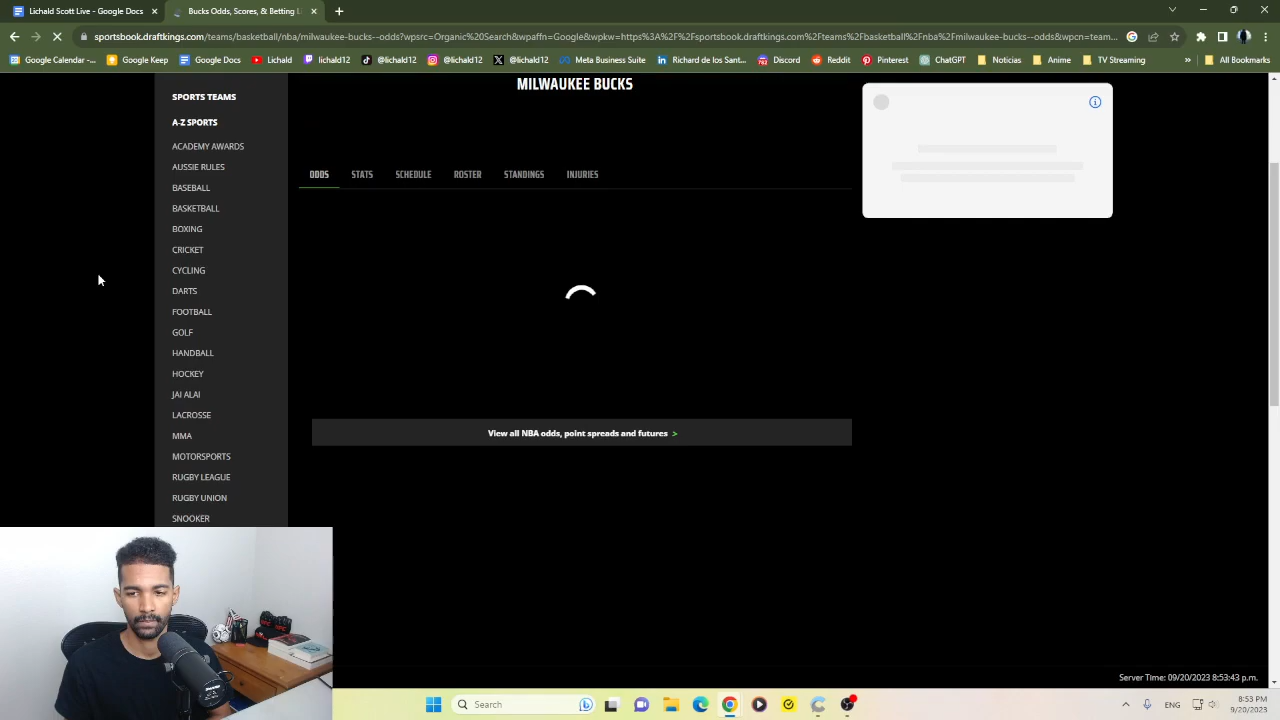 Lichald Scott Live - Google Docs
Bucks Odds, Scores, & Betting L
sportsbook.draftkings.com/teams/basketball/nba/milwaukee-bucks--odds?wpsrc=Organic%20Search&wpaffn=Google&wpkw=https%3A%2F%2Fsportsbook.draftkings.com%2Fteams%2Fbasketball%2Fnba%2Fmilwaukee-bucks--odds&wpcn=team...
Google Calendar -...
Google Keep
Google Docs
Lichald
lichald12
@lichald12
@lichald12
@lichald12
Meta Business Suite
Richard de los Sant...
Discord
Reddit
Pinterest
ChatGPT
Noticias
Anime
TV Streaming
»
All Bookmarks
MILWAUKEE BUCKS
SPORTS TEAMS
A-Z SPORTS
ACADEMY AWARDS
AUSSIE RULES
BASEBALL
BASKETBALL
BOXING
CRICKET
CYCLING
DARTS
FOOTBALL
GOLF
HANDBALL
HOCKEY
JAI ALAI
LACROSSE
MMA
MOTORSPORTS
RUGBY LEAGUE
RUGBY UNION
SNOOKER
ODDS
STATS
SCHEDULE
ROSTER
STANDINGS
INJURIES
View all NBA odds, point spreads and futures >
Server Time: 09/20/2023 8:53:43 p.m.
Search
ENG
8:53 PM
9/20/2023